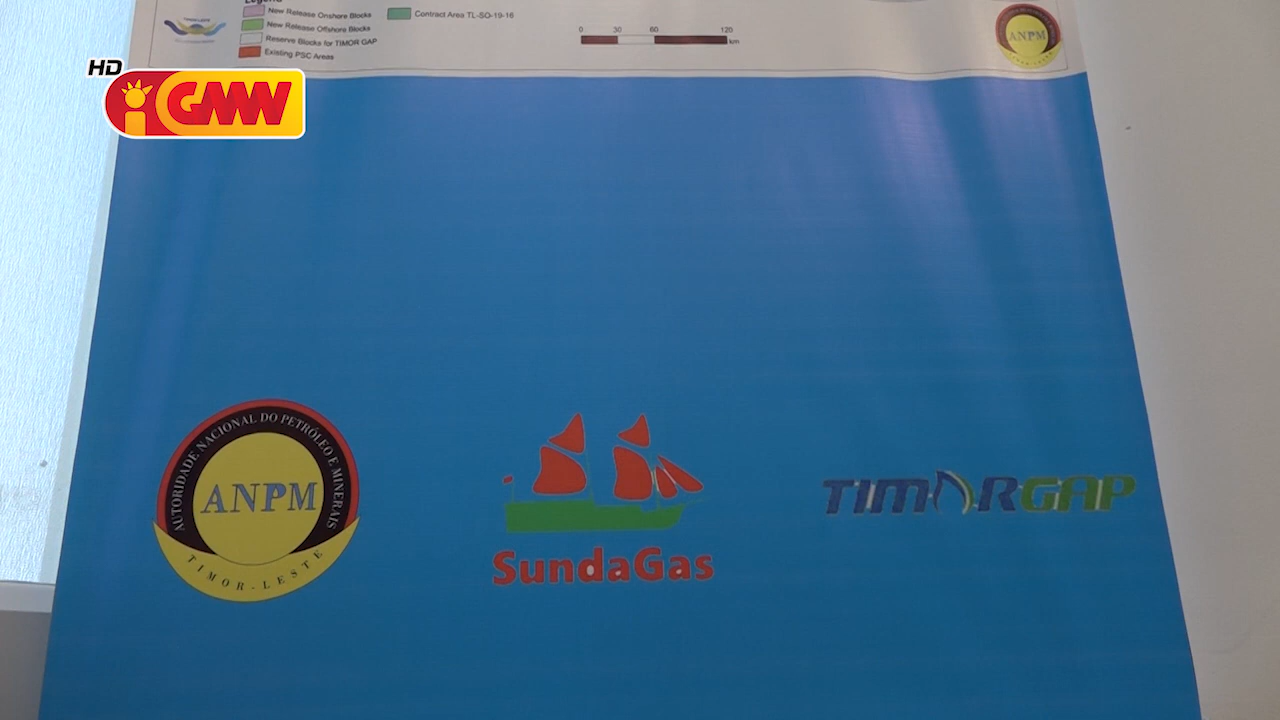 Legend
New Release Onshore Blocks
New Release Offshore Blocks
Reserve Blocks for TIMOR GAP
Existing PSC Areas
Contract Area TL-SO-19-16
0 30 60 120
km
ANPM
HD
iGMW
AUTORIDADE NACIONAL DO PETRÓLEO E MINERAIS
ANPM
TIMOR - LESTE
SundaGas
TIMORGAP